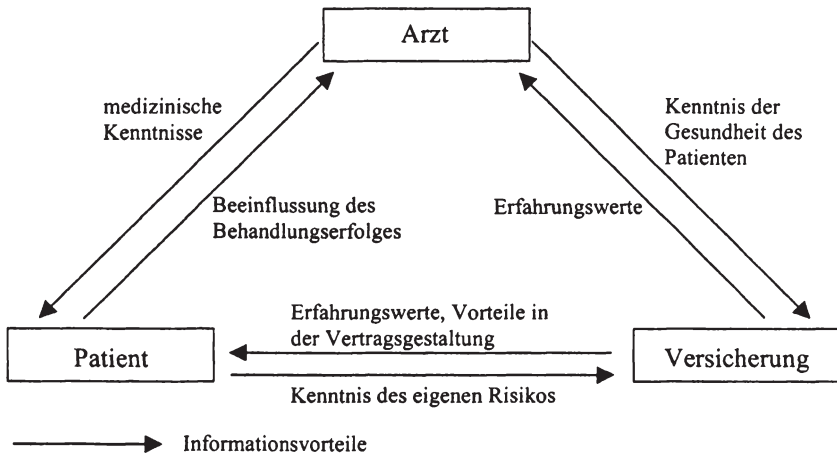 Arzt
medizinische
Kenntnisse
Kenntnis der
Gesundheit des
Patienten
Beeinflussung des
Behandlungserfolges
Erfahrungswerte
Erfahrungswerte, Vorteile in
der Vertragsgestaltung
Patient
Versicherung
Kenntnis des eigenen Risikos
Informationsvorteile